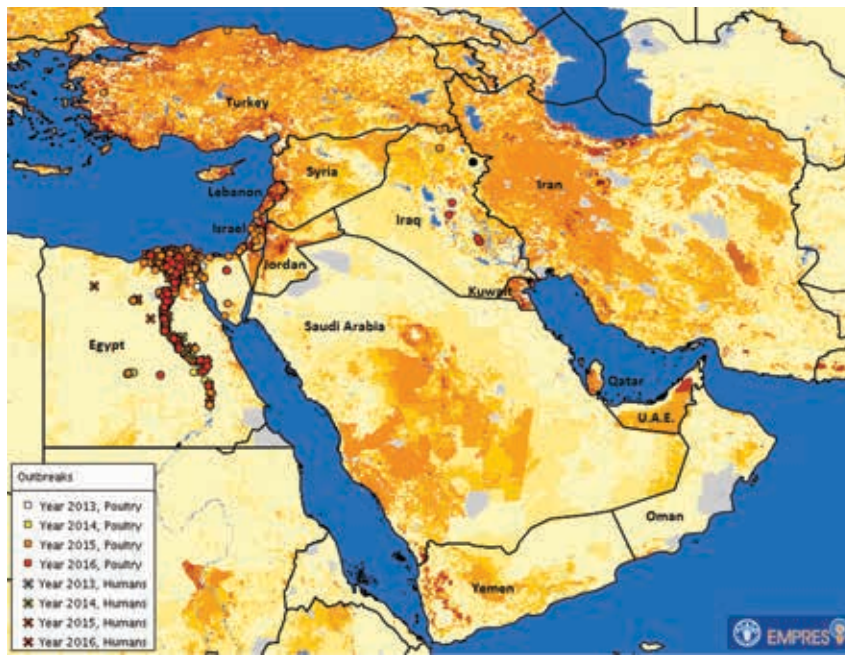 Turkey
Syria
Lebanon
Iran
Israel
Iraq
Jordan
Kuwait
Saudi Arabia
Egypt
Qatar
U.A.E.
Oman
Yemen
Outbreaks
Year 2013, Poultry
Year 2014, Poultry
Year 2015, Poultry
Year 2016, Poultry
Year 2013, Humans
Year 2014, Humans
Year 2015, Humans
Year 2016, Humans
EMPRES